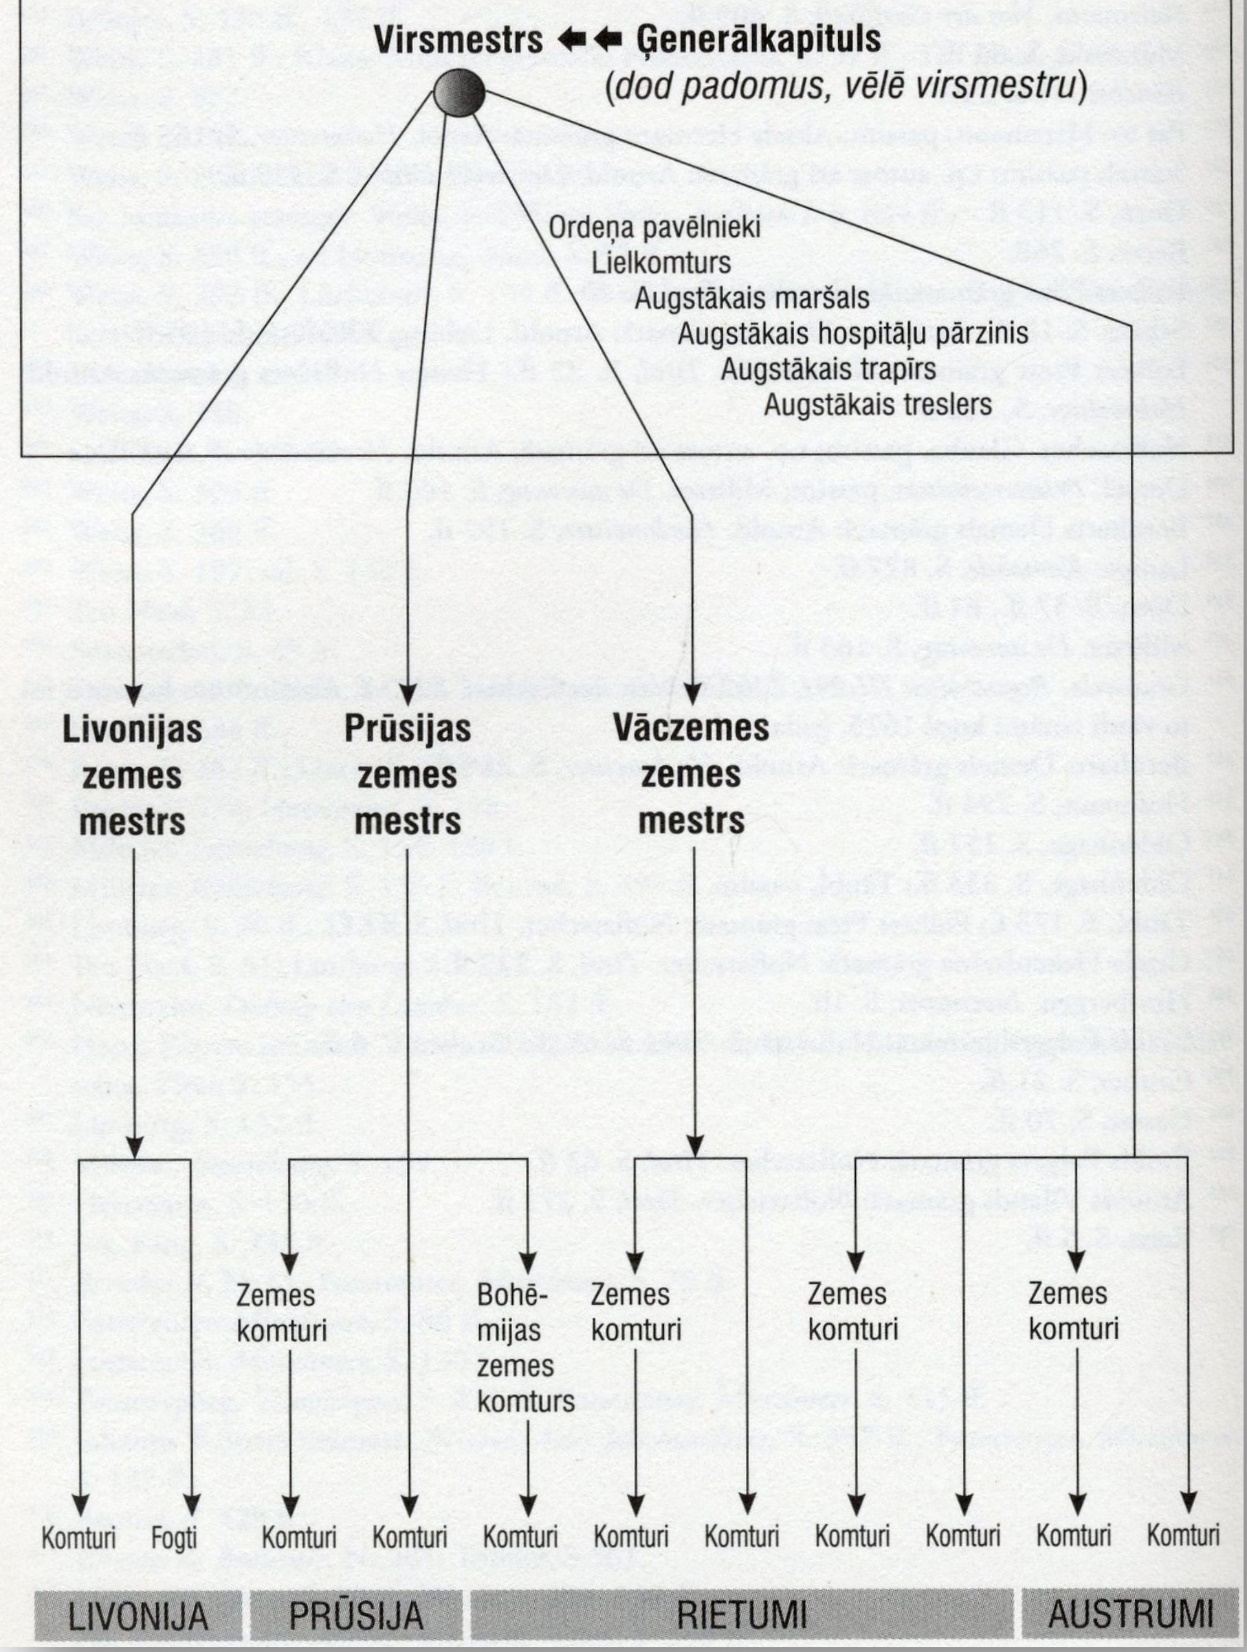 Virsmestrs ⬅⬅ Ģenerālkapituls
(dod padomus, vēlē virsmestru)
Ordeņa pavēlnieki
Lielkomturs
Augstākais maršals
Augstākais hospitāļu pārzinis
Augstākais trapīrs
Augstākais treslers
Livonijas
zemes
mestrs
Prūsijas
zemes
mestrs
Vāczemes
zemes
mestrs
Zemes
komturi
Bohē-
mijas
zemes
komturs
Zemes
komturi
Zemes
komturi
Zemes
komturi
Komturi
Fogti
Komturi
Komturi
Komturi
Komturi
Komturi
Komturi
Komturi
Komturi
Komturi
LIVONIJA
PRŪSIJA
RIETUMI
AUSTRUMI